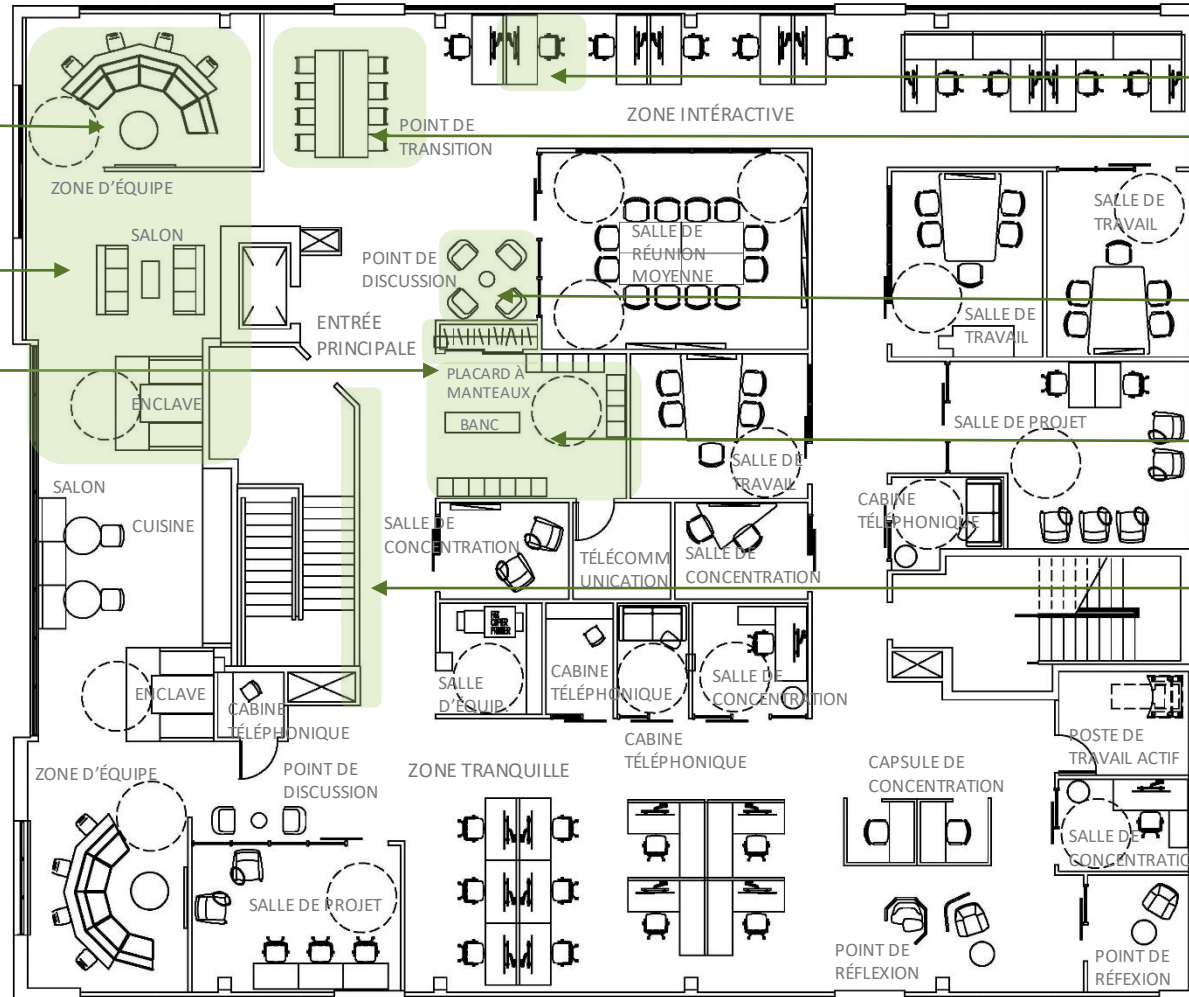 ZONE INTÉRACTIVE
POINT DE
TRANSITION
ZONE D'ÉQUIPE
SALON
POINT DE
DISCUSSION
SALLE DE
RÉUNION
MOYENNE
SALLE DE
TRAVAIL
SALLE DE
TRAVAIL
ENTRÉE
PRINCIPALE
PLACARD À
MANTEAUX
BANC
ENCLAVE
SALLE DE
TRAVAIL
SALLE DE PROJET
SALON
CUISINE
CABINE
TÉLÉPHONIQUE
SALLE DE
CONCENTRATION
TÉLÉCOMM
UNICATION
SALLE DE
CONCENTRATION
ENCLAVE
CABINE
TÉLÉPHONIQUE
SALLE
D'ÉQUIP.
CABINE
TÉLÉPHONIQUE
SALLE DE
CONCENTRATION
CABINE
TÉLÉPHONIQUE
POSTE DE
TRAVAIL ACTIF
ZONE D'ÉQUIPE
POINT DE
DISCUSSION
ZONE TRANQUILLE
CAPSULE DE
CONCENTRATION
SALLE DE
CONCENTRATIO
SALLE DE PROJET
POINT DE
RÉFLEXION
POINT DE
RÉFEXION